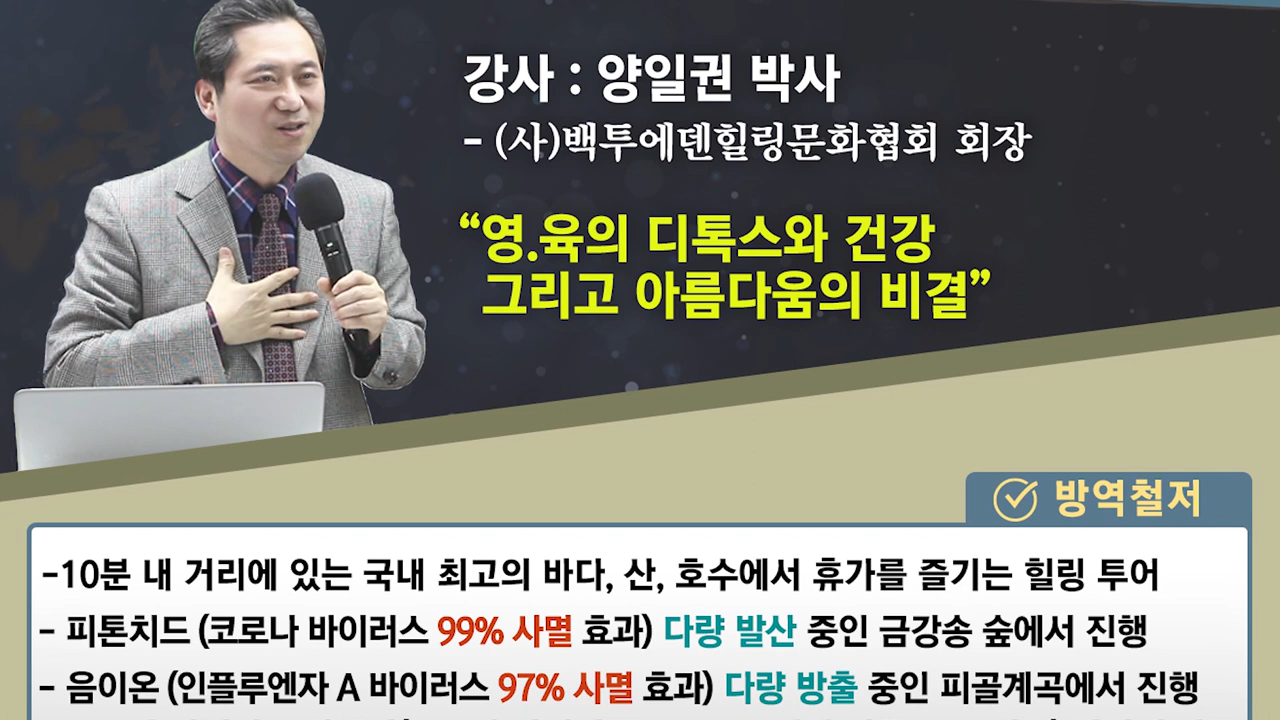 강사 : 양일권 박사
- (사)백투에덴힐링문화협회 회장
“영.육의 디톡스와 건강
그리고 아름다움의 비결”
방역철저
-10분 내 거리에 있는 국내 최고의 바다, 산, 호수에서 휴가를 즐기는 힐링 투어
- 피톤치드 (코로나 바이러스 99% 사멸 효과) 다량 발산 중인 금강송 숲에서 진행
- 음이온 (인플루엔자 A 바이러스 97% 사멸 효과) 다량 방출 중인 피골계곡에서 진행